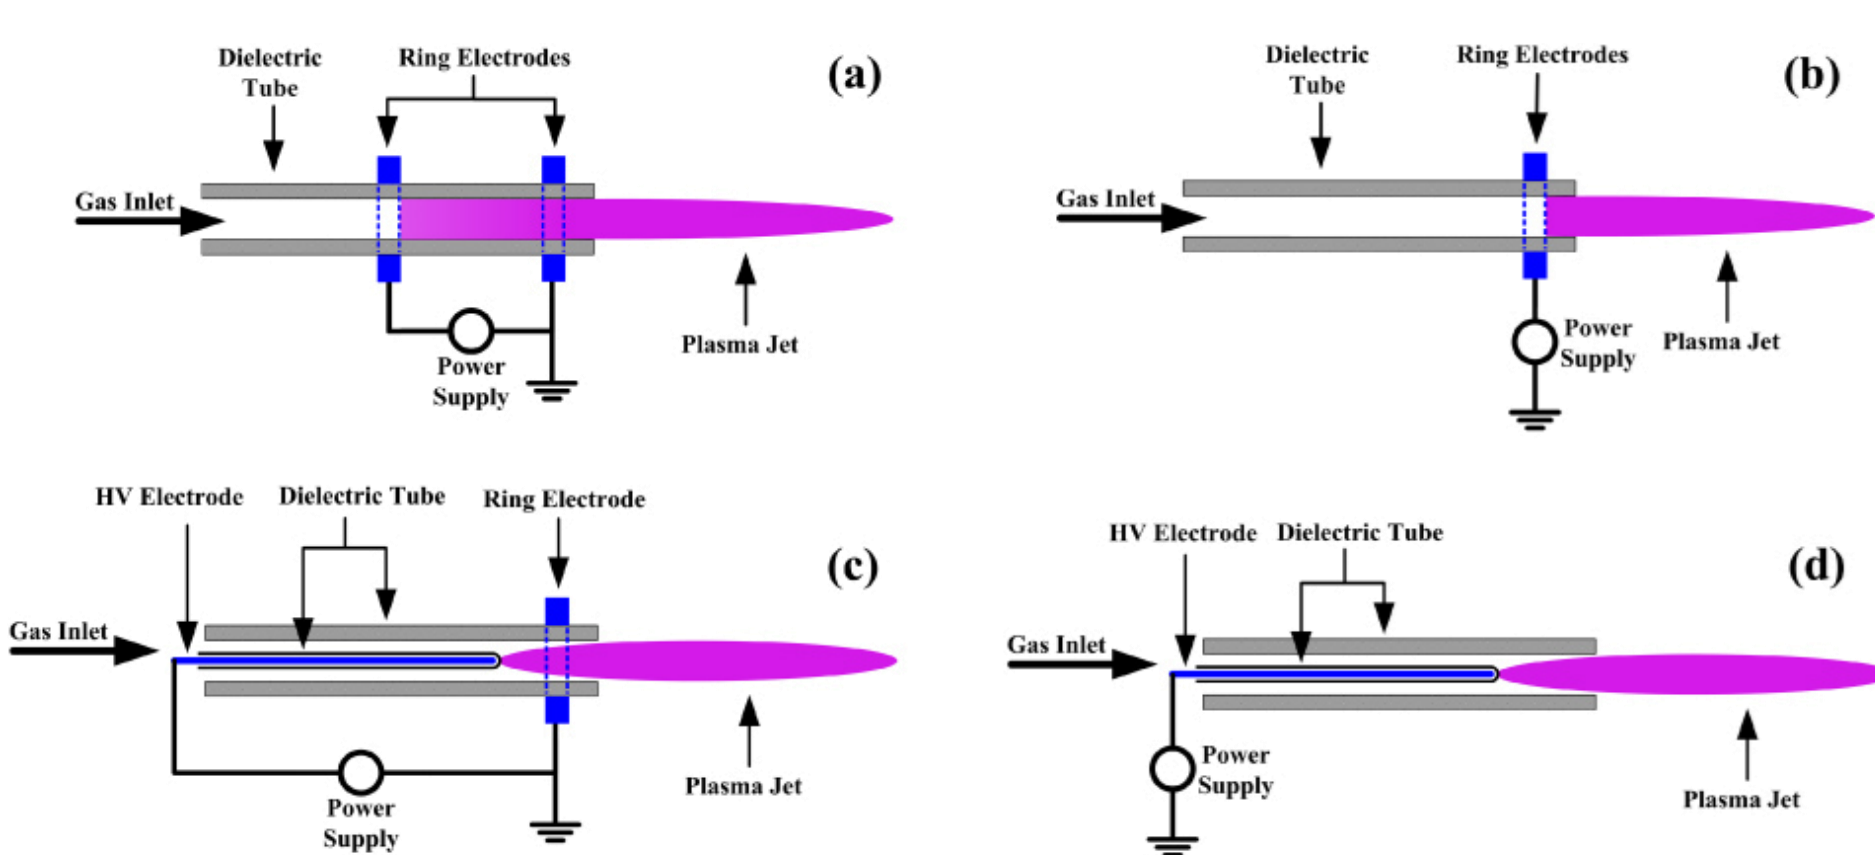 Dielectric
Tube
Ring Electrodes
(a)
Gas Inlet
Plasma Jet
Power
Supply
Dielectric
Tube
Ring Electrodes
(b)
Gas Inlet
Power
Supply
Plasma Jet
HV Electrode
Dielectric Tube
Ring Electrode
(c)
Gas Inlet
Plasma Jet
Power
Supply
HV Electrode
Dielectric Tube
(d)
Gas Inlet
Power
Supply
Plasma Jet